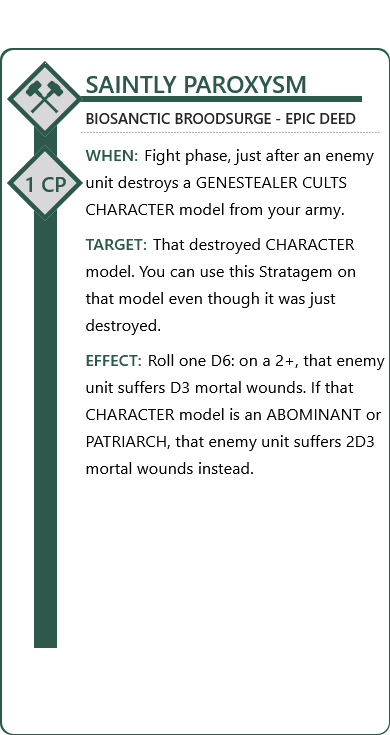 SAINTLY PAROXYSM
BIOSANCTIC BROODSURGE - EPIC DEED
1 CP
WHEN: Fight phase, just after an enemy
unit destroys a GENESTEALER CULTS
CHARACTER model from your army.
TARGET: That destroyed CHARACTER
model. You can use this Stratagem on
that model even though it was just
destroyed.
EFFECT: Roll one D6: on a 2+, that enemy
unit suffers D3 mortal wounds. If that
CHARACTER model is an ABOMINANT or
PATRIARCH, that enemy unit suffers 2D3
mortal wounds instead.